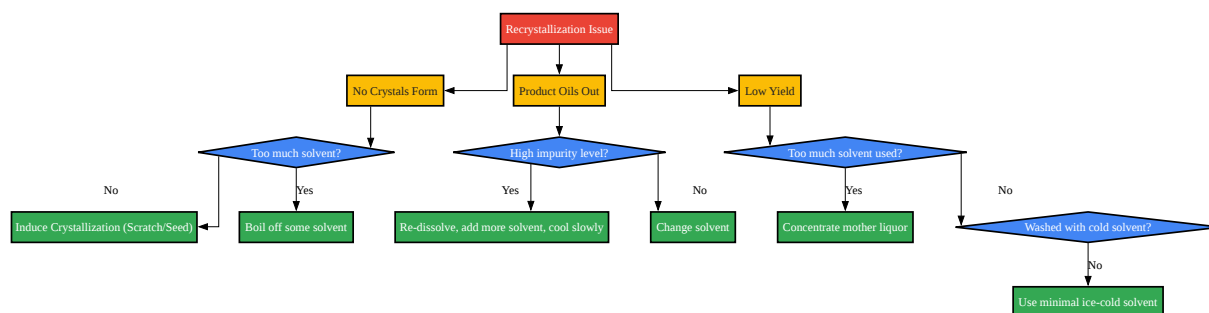 Recrystallization Issue
No Crystals Form
Product Oils Out
Low Yield
Too much solvent?
High impurity level?
Too much solvent used?
No
Yes
Yes
No
Yes
No
Induce Crystallization (Scratch/Seed)
Boil off some solvent
Re-dissolve, add more solvent, cool slowly
Change solvent
Concentrate mother liquor
Washed with cold solvent?
No
Use minimal ice-cold solvent